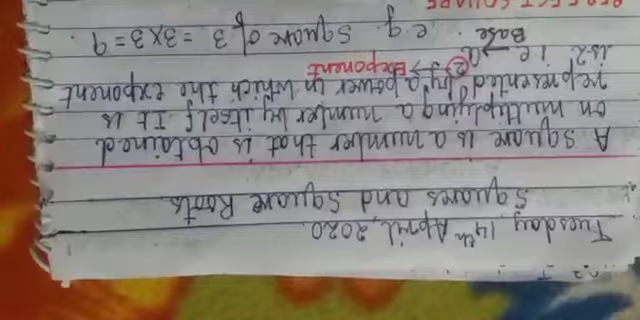 Tuesday, 14th April, 2020
Squares and Square Roots
A square is a number that is obtained
on multiplying a number by itself. It is
represented by a power in which the exponent
is 2 i.e → a² → Exponent
Base. e.g. Square of 3 = 3×3 = 9.
PERFECT SQUARE